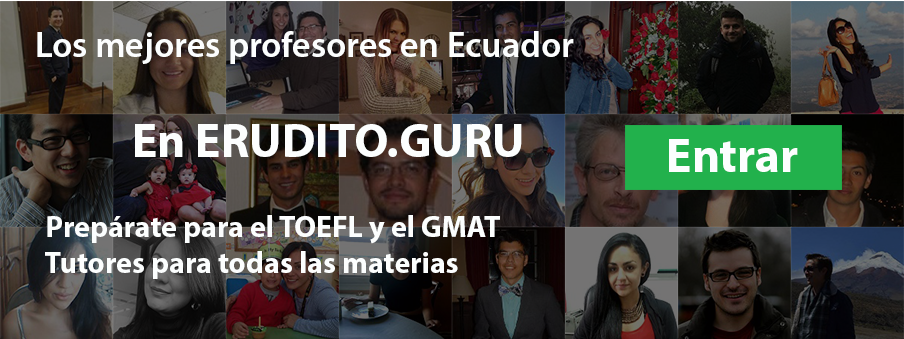 Los mejores profesores en Ecuador
En ERUDITO.GURU
Entrar
Prepárate para el TOEFL y el GMAT
Tutores para todas las materias